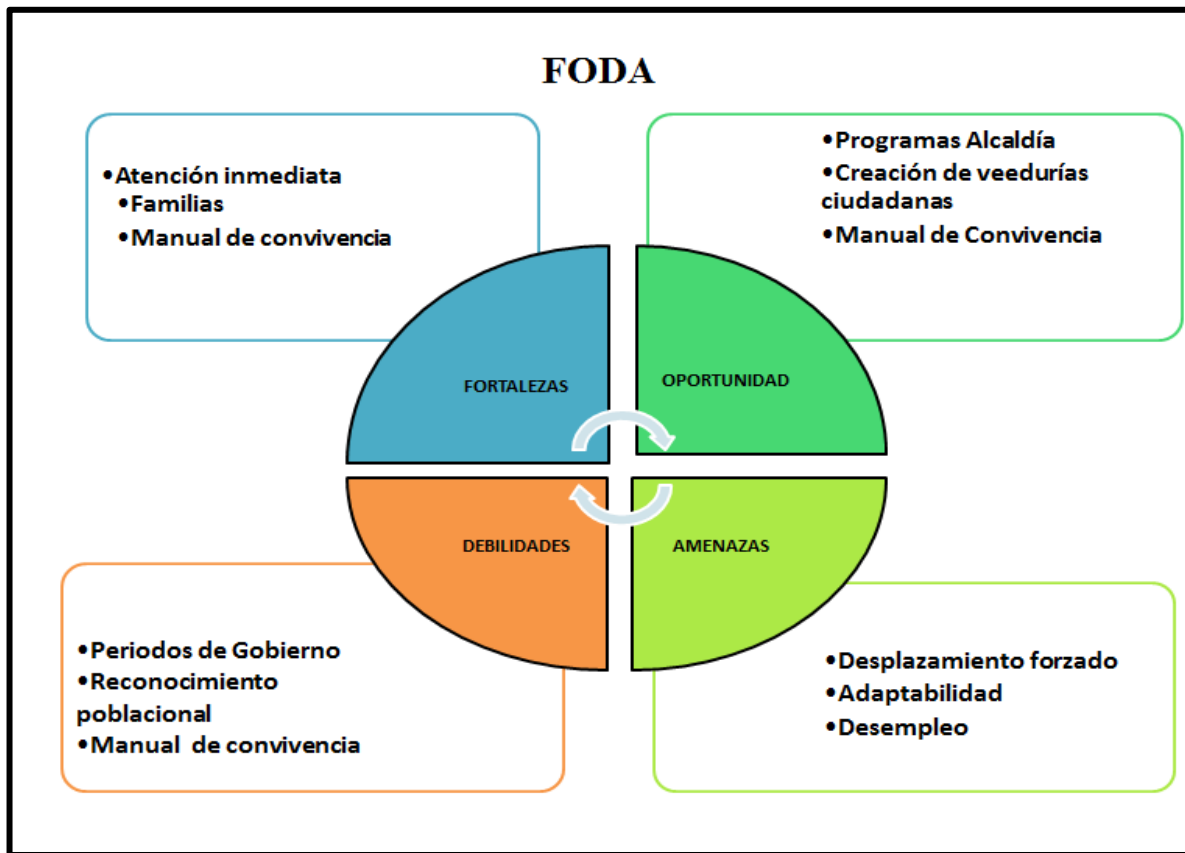 FODA
•Atención inmediata
•Familias
•Manual de convivencia
•Programas Alcaldía
•Creación de veedurías
ciudadanas
•Manual de Convivencia
FORTALEZAS
OPORTUNIDAD
DEBILIDADES
AMENAZAS
•Periodos de Gobierno
•Reconocimiento
poblacional
•Manual  de convivencia
•Desplazamiento forzado
•Adaptabilidad
•Desempleo